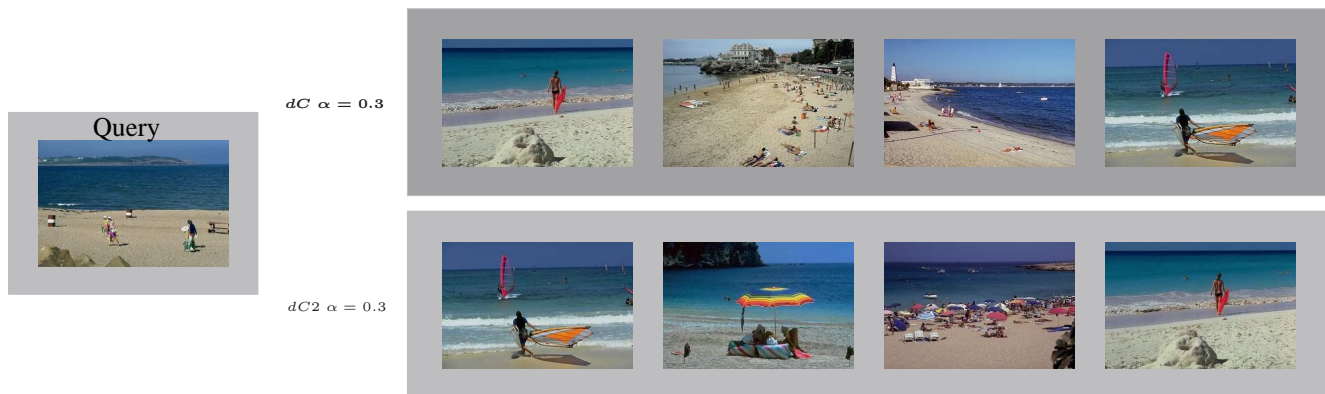 dC α = 0.3
Query
dC2 α = 0.3